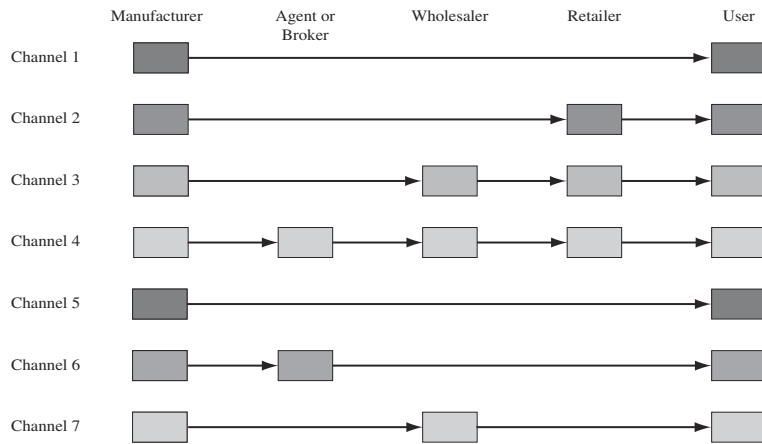 Manufacturer Agent or Wholesaler Retailer User
Broker
Channel 1
Channel 2
Channel 3
Channel 4
Channel 5
Channel 6
Channel 7